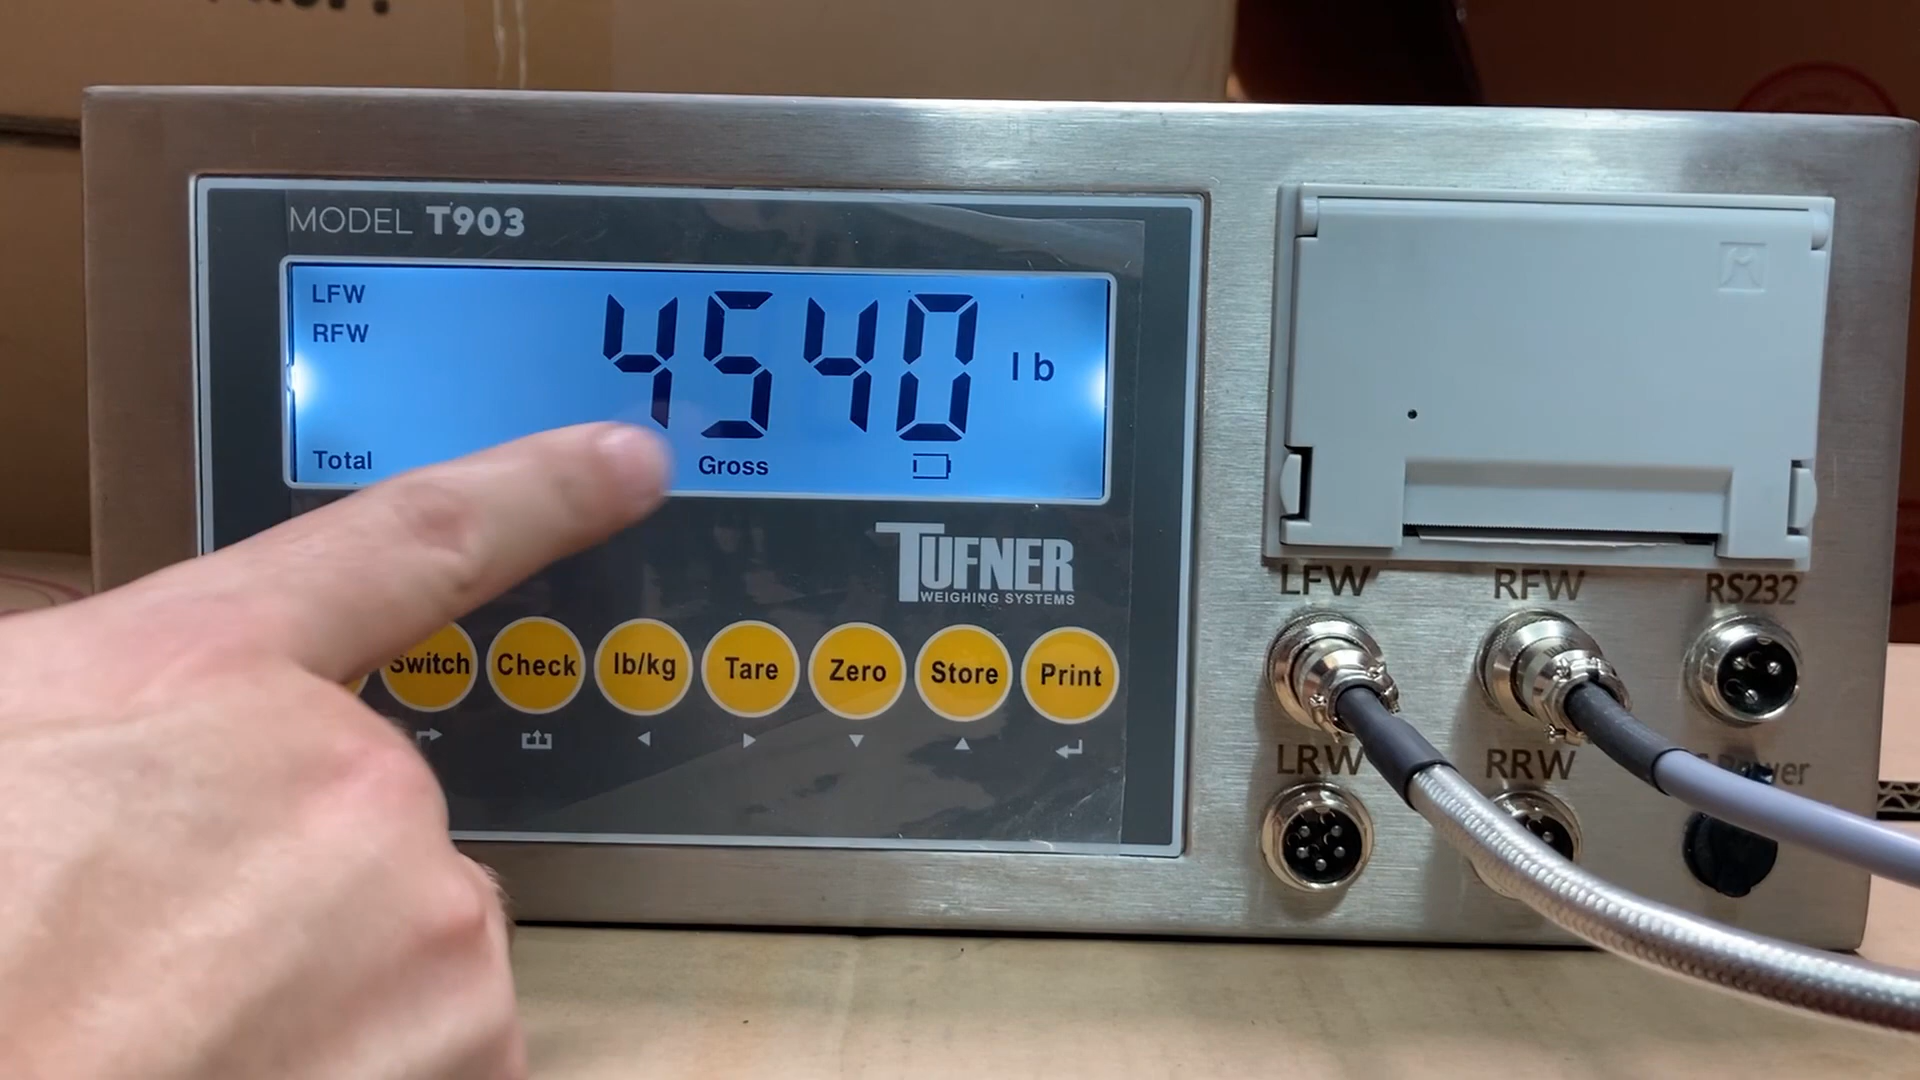 MODEL T903
LFW
RFW
4540 lb
Total
Gross
TUFNER
WEIGHING SYSTEMS
Switch
Check
lb/kg
Tare
Zero
Store
Print
LFW
RFW
RS232
LRW
RRW